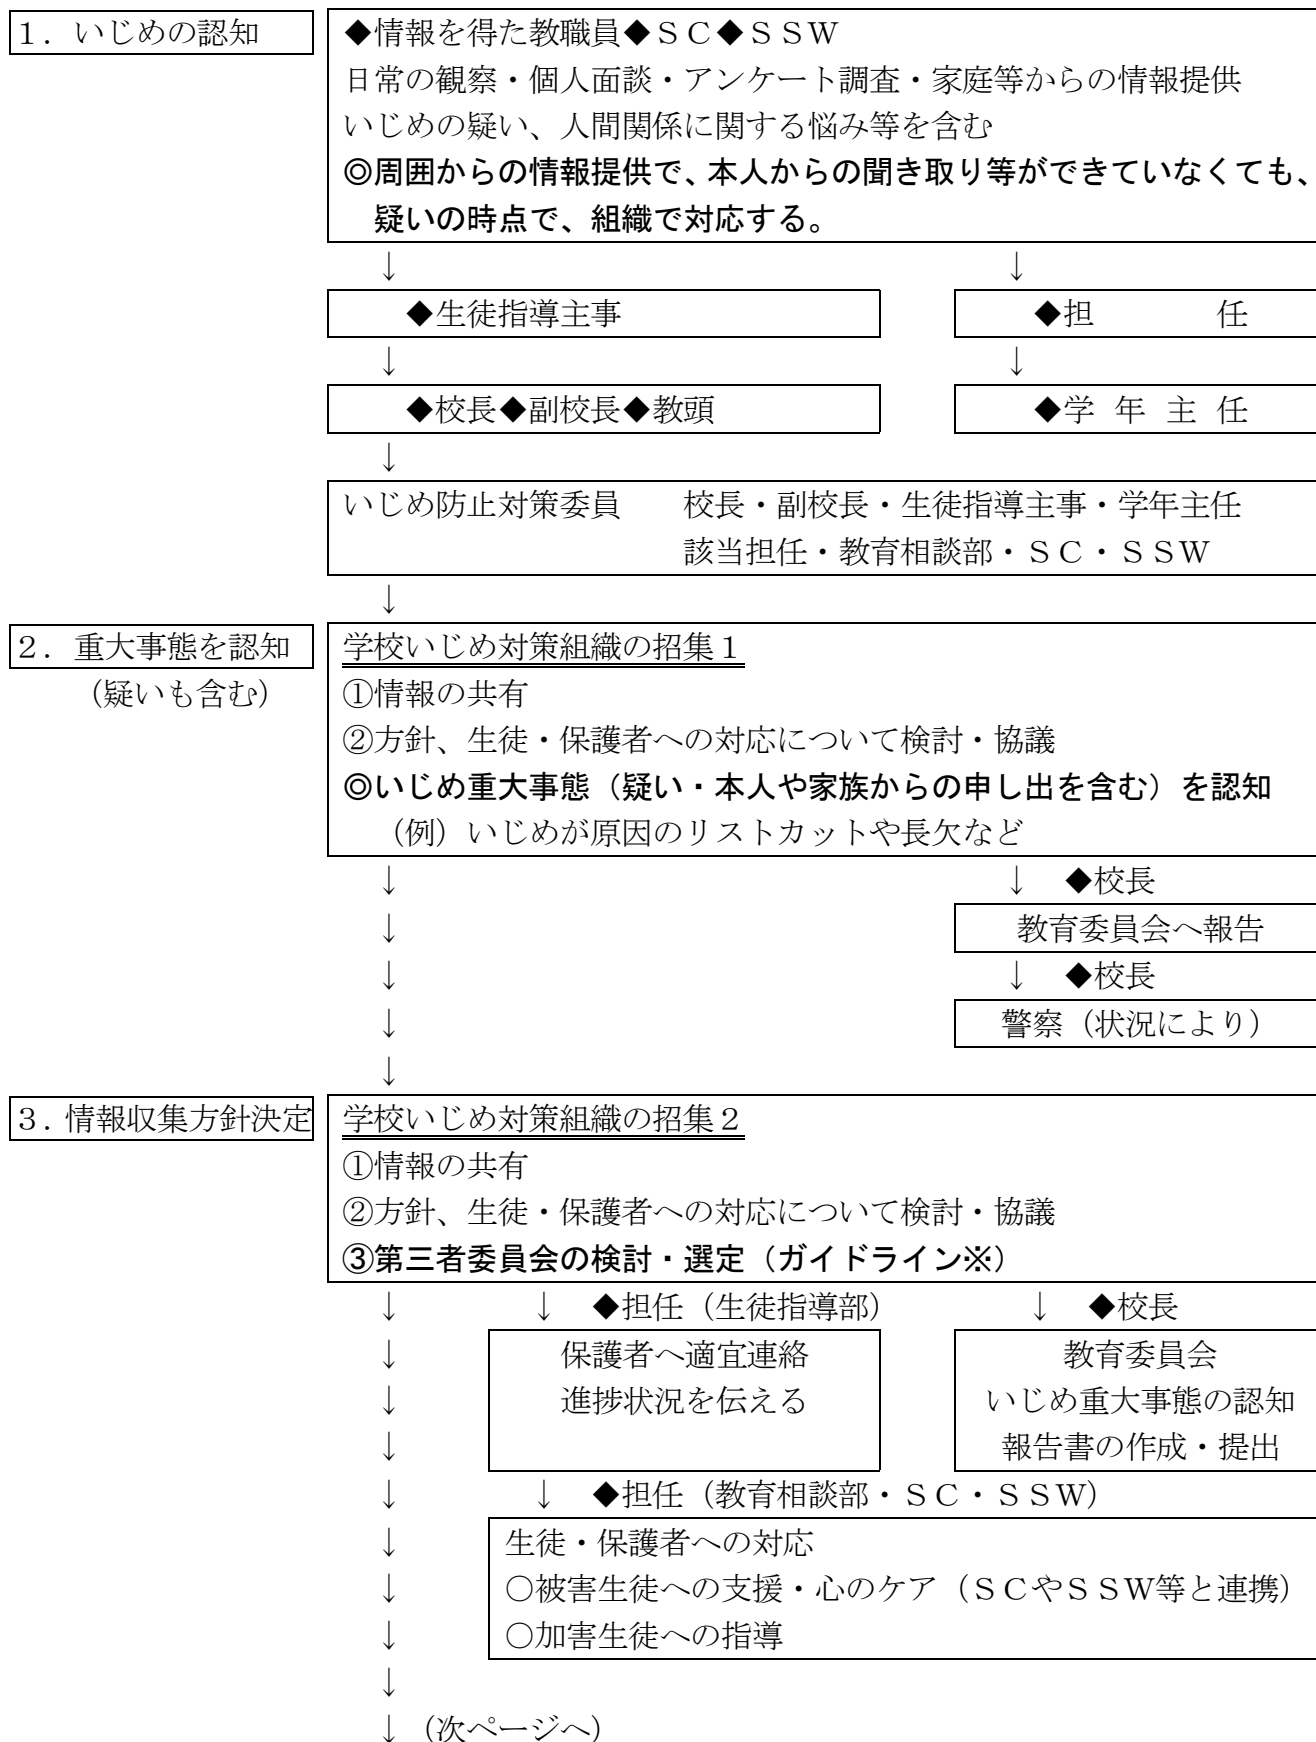 １．いじめの認知
◆情報を得た教職員◆ＳＣ◆ＳＳＷ
日常の観察・個人面談・アンケート調査・家庭等からの情報提供
いじめの疑い、人間関係に関する悩み等を含む
◎周囲からの情報提供で、本人からの聞き取り等ができていなくても、
疑いの時点で、組織で対応する。
↓ ↓
◆生徒指導主事 ◆担　　　任
↓ ↓
◆校長◆副校長◆教頭 ◆学 年 主 任
↓
いじめ防止対策委員　　校長・副校長・生徒指導主事・学年主任
該当担任・教育相談部・ＳＣ・ＳＳＷ
↓
２．重大事態を認知 学校いじめ対策組織の招集１
（疑いも含む） ①情報の共有
②方針、生徒・保護者への対応について検討・協議
◎いじめ重大事態（疑い・本人や家族からの申し出を含む）を認知
（例）いじめが原因のリストカットや長欠など
↓ ↓　◆校長
↓ 教育委員会へ報告
↓ ↓　◆校長
↓ 警察（状況により）
↓
３．情報収集方針決定 学校いじめ対策組織の招集２
①情報の共有
②方針、生徒・保護者への対応について検討・協議
③第三者委員会の検討・選定（ガイドライン※）
↓ ↓　◆担任（生徒指導部） ↓　◆校長
↓ 保護者へ適宜連絡 教育委員会
↓ 進捗状況を伝える いじめ重大事態の認知
↓ 報告書の作成・提出
↓ ↓　◆担任（教育相談部・ＳＣ・ＳＳＷ）
↓ 生徒・保護者への対応
↓ ○被害生徒への支援・心のケア（ＳＣやＳＳＷ等と連携）
↓ ○加害生徒への指導
↓
↓（次ページへ）